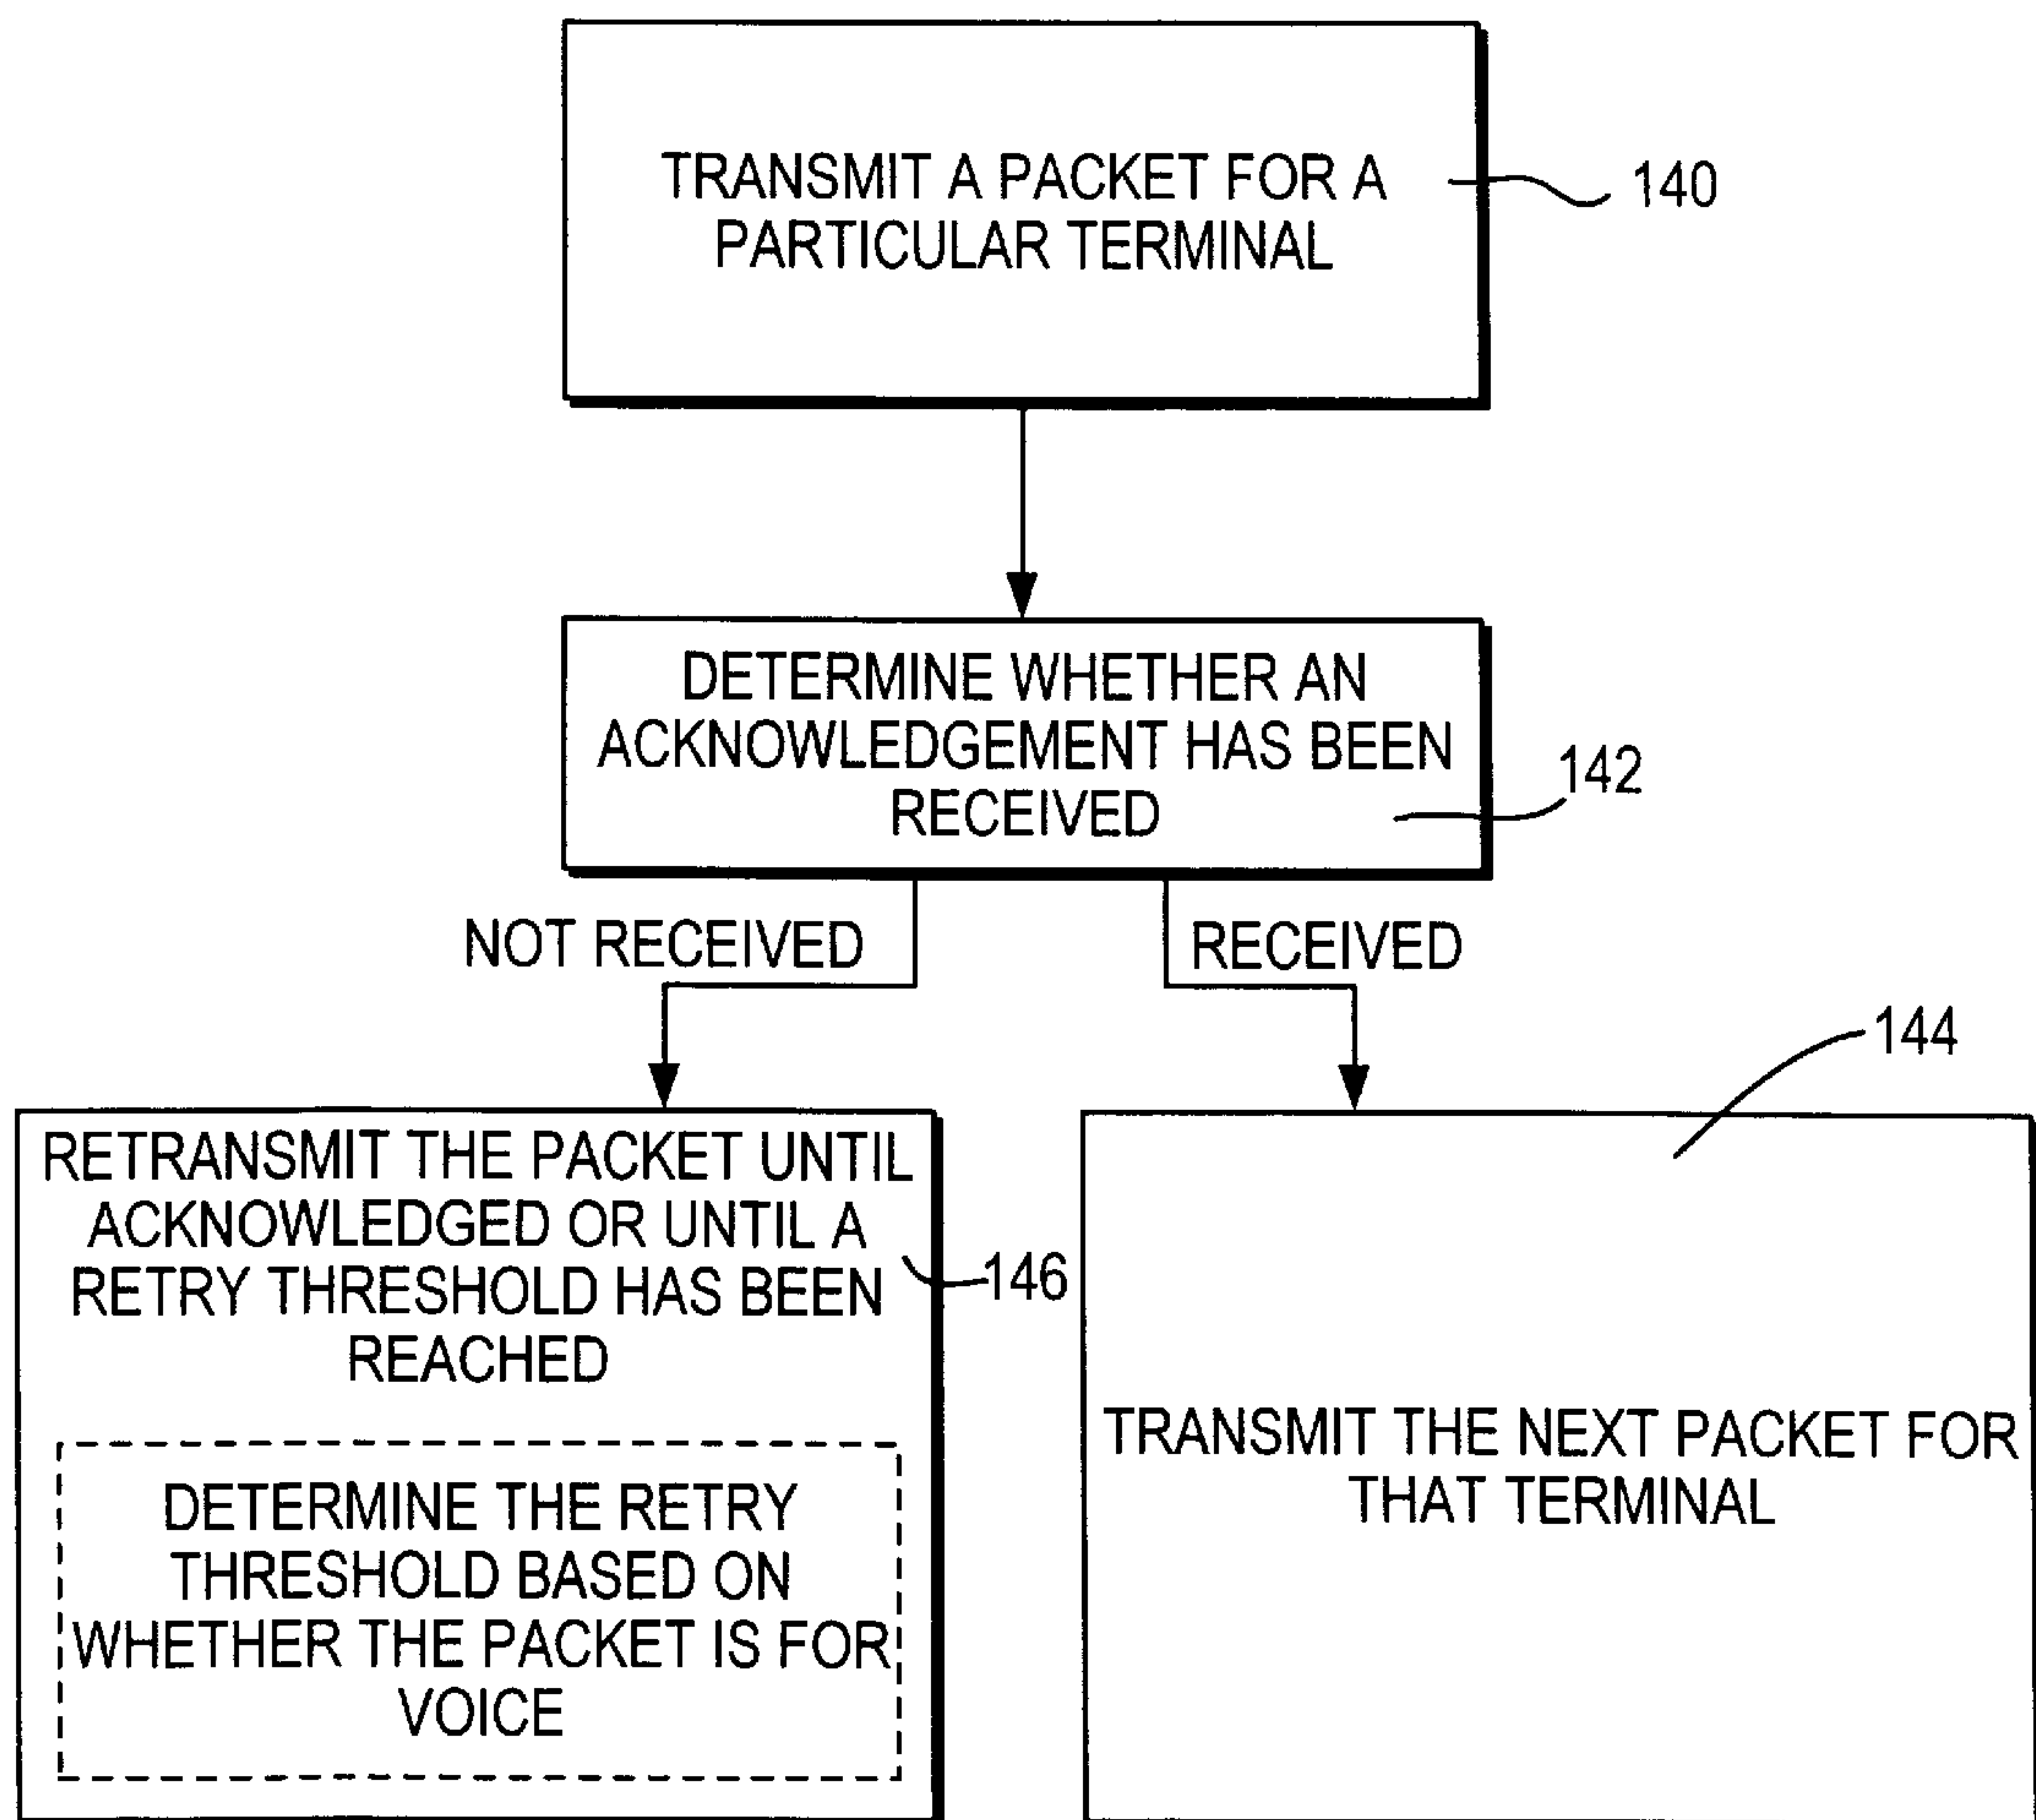 TRANSMIT A PACKET FOR A
PARTICULAR TERMINAL
140
DETERMINE WHETHER AN
ACKNOWLEDGEMENT HAS BEEN
RECEIVED
142
NOT RECEIVED
RECEIVED
144
RETRANSMIT THE PACKET UNTIL
ACKNOWLEDGED OR UNTIL A
RETRY THRESHOLD HAS BEEN
REACHED
146
DETERMINE THE RETRY
THRESHOLD BASED ON
WHETHER THE PACKET IS FOR
VOICE
TRANSMIT THE NEXT PACKET FOR
THAT TERMINAL